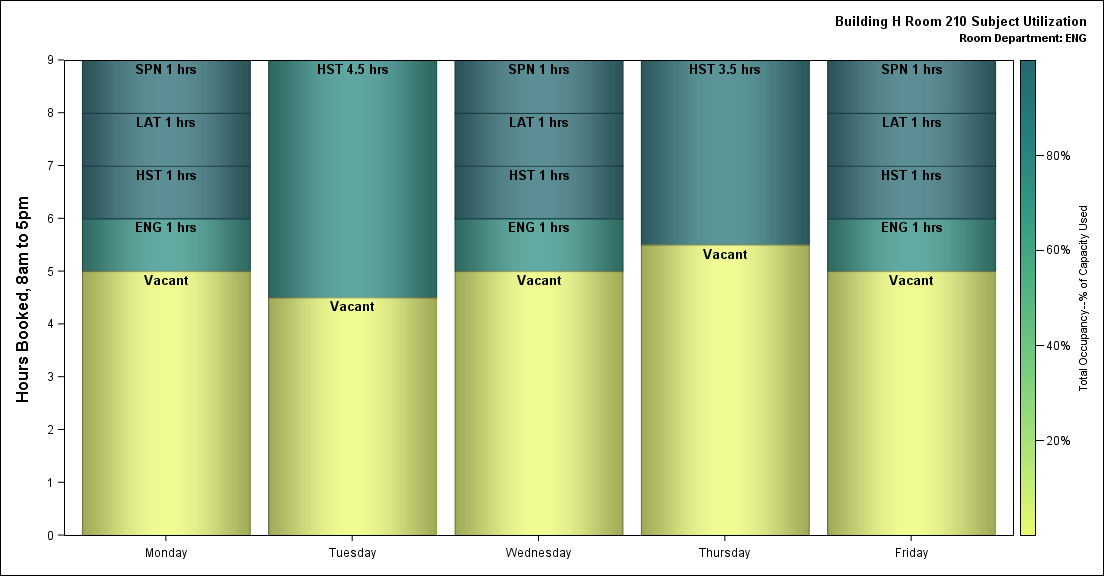 Building H Room 210 Subject Utilization
Room Department: ENG
Hours Booked, 8am to 5pm
9
8
7
6
5
4
3
2
1
0
SPN 1 hrs
LAT 1 hrs
HST 1 hrs
ENG 1 hrs
Vacant
HST 4.5 hrs
Vacant
SPN 1 hrs
LAT 1 hrs
HST 1 hrs
ENG 1 hrs
Vacant
HST 3.5 hrs
Vacant
SPN 1 hrs
LAT 1 hrs
HST 1 hrs
ENG 1 hrs
Vacant
Monday
Tuesday
Wednesday
Thursday
Friday
80%
60%
40%
20%
Total Occupancy--% of Capacity Used